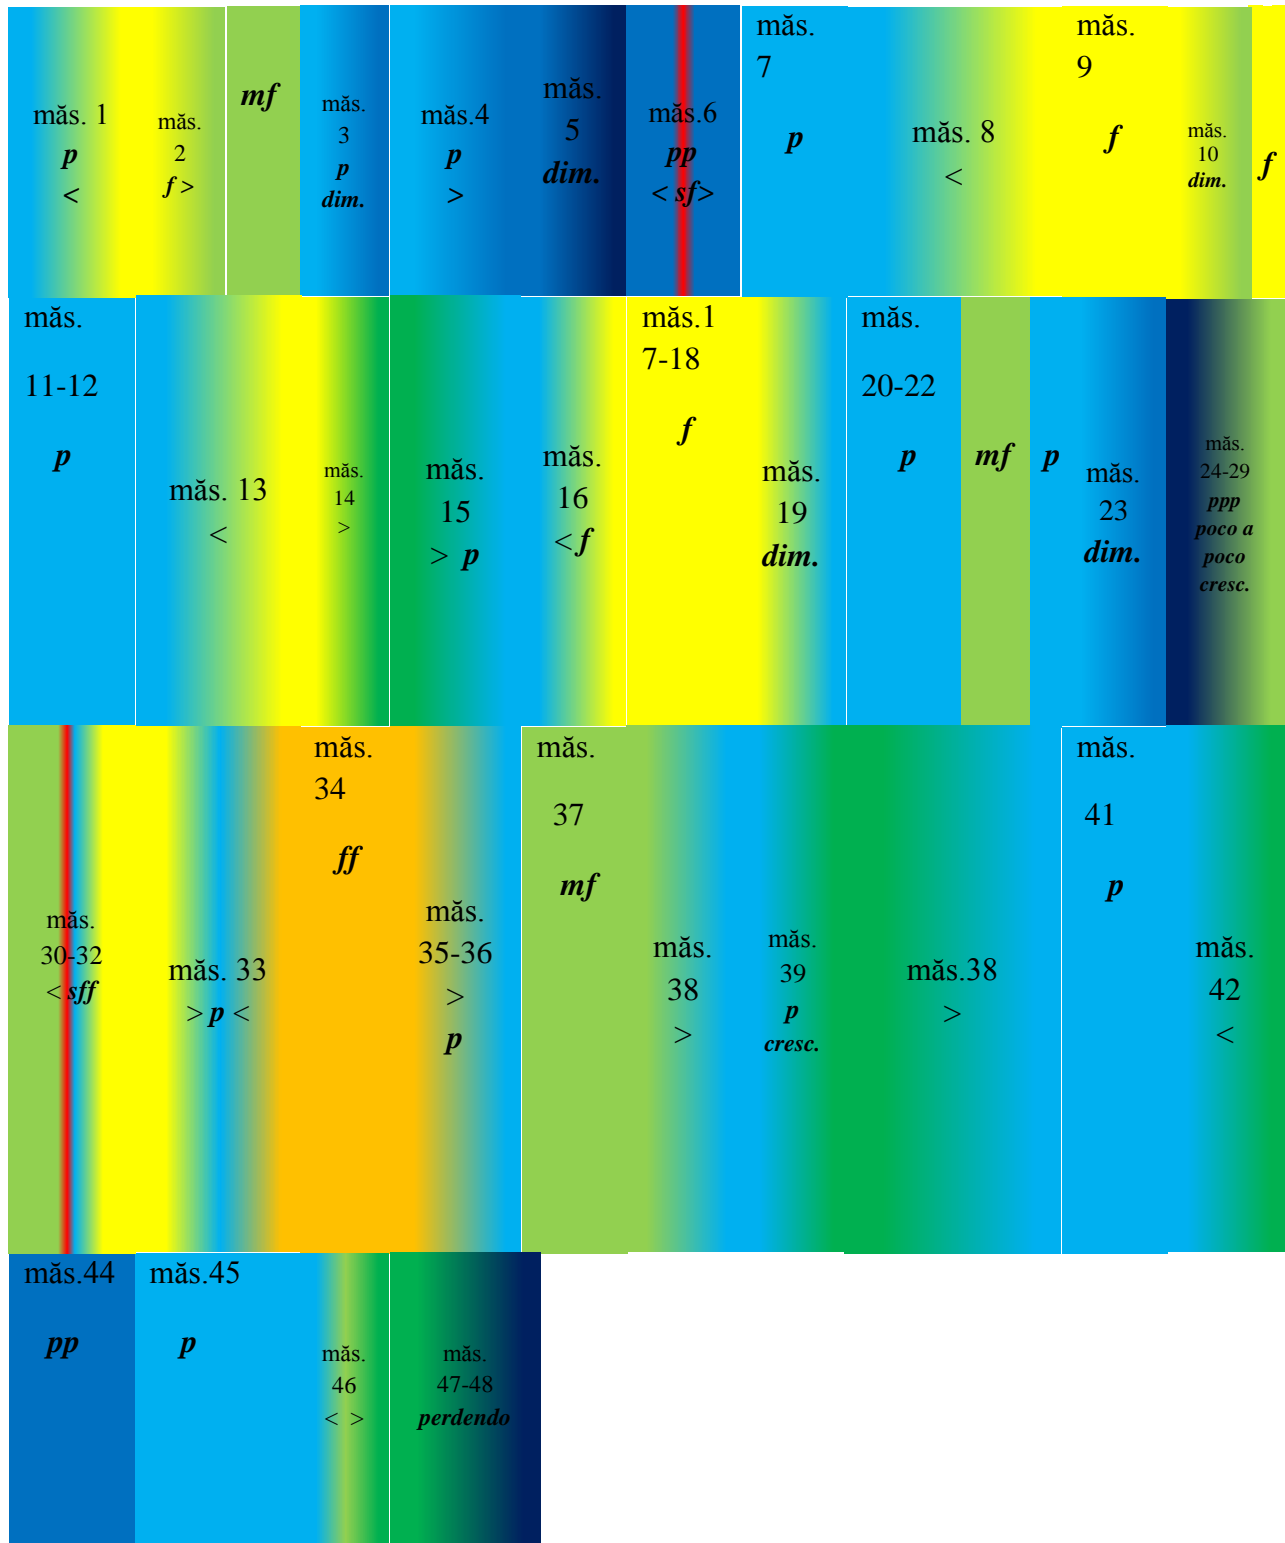 măs. 1
p
<
măs.
2
f >
mf
măs.
3
p
dim.
măs.4
p
>
măs.
5
dim.
măs.6
pp
< sf>
măs.
7
p
măs. 8
<
măs.
9
f
măs.
10
dim.
f
măs.
11-12
p
măs. 13
<
măs.
14
>
măs.
15
> p
măs.
16
< f
măs.1
7-18
f
măs.
19
dim.
măs.
20-22
p
mf
p
măs.
23
dim.
măs.
24-29
ppp
poco a
poco
cresc.
măs.
30-32
< sff
măs. 33
> p <
măs.
34
ff
măs.
35-36
>
p
măs.
37
mf
măs.
38
>
măs.
39
p
cresc.
măs.38
>
măs.
41
p
măs.
42
<
măs.44
pp
măs.45
p
măs.
46
< >
măs.
47-48
perdendo